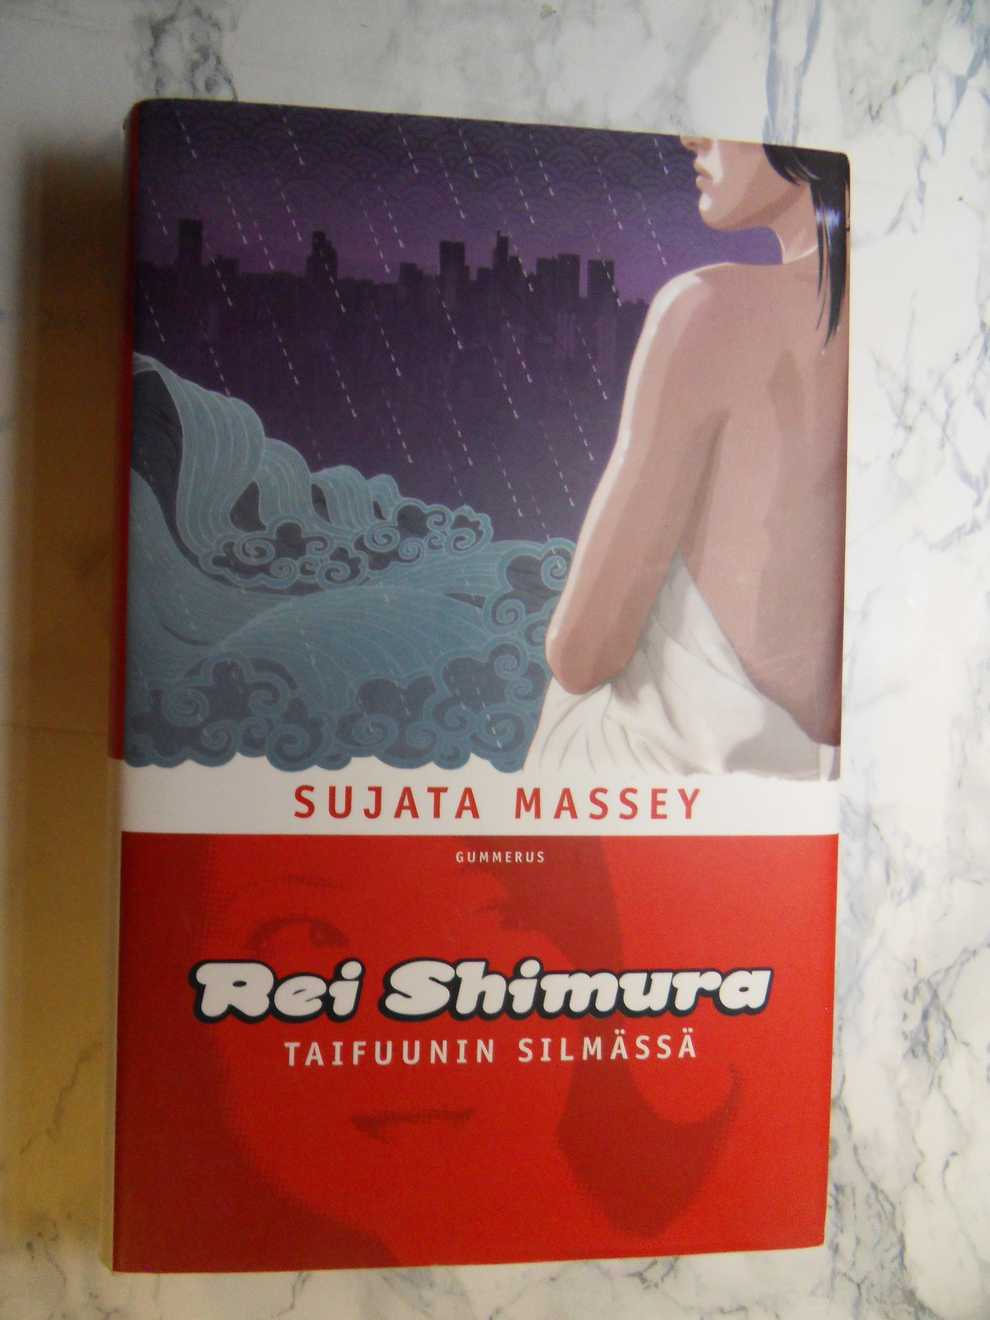 SUJATA MASSEY
GUMMERUS
Rei Shimura
TAIFUUNIN SILMÄSSÄ